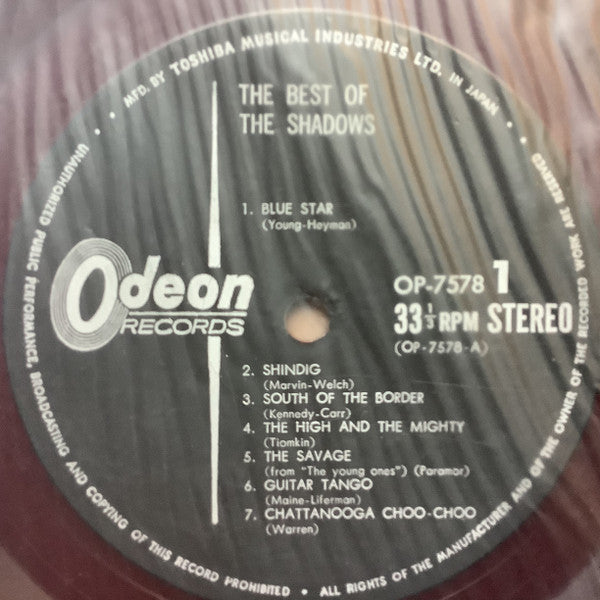 MFD. BY TOSHIBA MUSICAL INDUSTRIES LTD. IN JAPAN •
THE BEST OF
THE SHADOWS
1. BLUE STAR
(Young-Heyman)
Odeon
RECORDS
OP-7578 1
33 1/3 RPM STEREO
(OP-7578-A)
2. SHINDIG
(Marvin-Welch)
3. SOUTH OF THE BORDER
(Kennedy-Carr)
4. THE HIGH AND THE MIGHTY
(Tiomkin)
5. THE SAVAGE
(from "The young ones") (Paramor)
6. GUITAR TANGO
(Maine-Liferman)
7. CHATTANOOGA CHOO-CHOO
(Warren)
UNAUTHORIZED PUBLIC PERFORMANCE, BROADCASTING AND COPYING OF THIS RECORD PROHIBITED • ALL RIGHTS OF THE MANUFACTURER AND OF THE OWNER OF THE RECORDED WORK ARE RESERVED